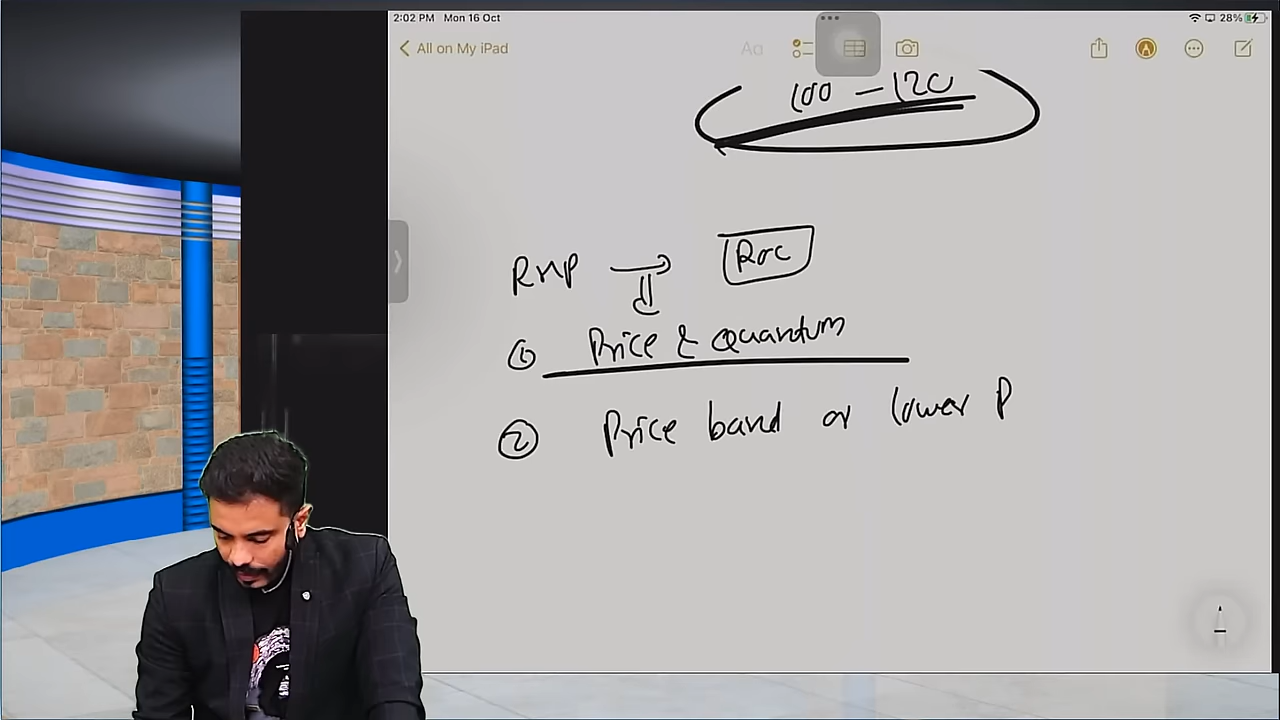 2:02 PM Mon 16 Oct
28%
All on My iPad
Aa
100 – 120
RHP → ROC
① Price & Quantum
② Price band or lower P